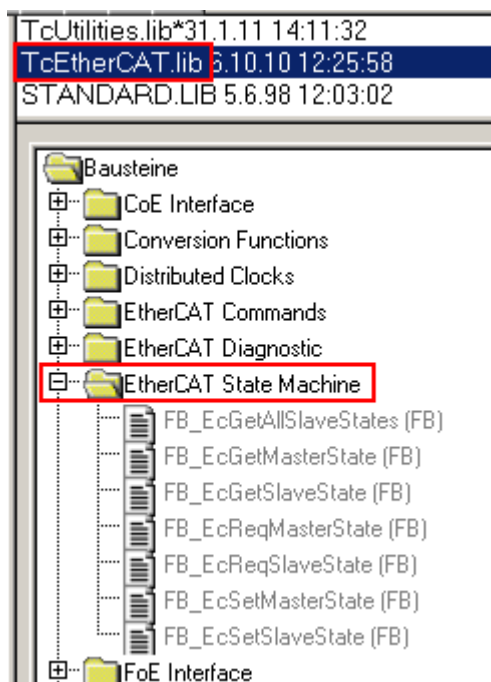 TcUtilities.lib*31.1.11 14:11:32
TcEtherCAT.lib 6.10.10 12:25:58
STANDARD.LIB 5.6.98 12:03:02
Bausteine
CoE Interface
Conversion Functions
Distributed Clocks
EtherCAT Commands
EtherCAT Diagnostic
EtherCAT State Machine
FB_EcGetAllSlaveStates (FB)
FB_EcGetMasterState (FB)
FB_EcGetSlaveState (FB)
FB_EcReqMasterState (FB)
FB_EcReqSlaveState (FB)
FB_EcSetMasterState (FB)
FB_EcSetSlaveState (FB)
FoE Interface